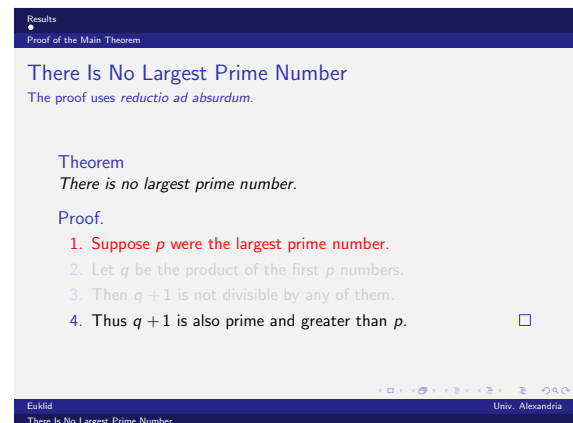 Results
Proof of the Main Theorem
There Is No Largest Prime Number
The proof uses reductio ad absurdum.
Theorem
There is no largest prime number.
Proof.
1. Suppose p were the largest prime number.
2. Let q be the product of the first p numbers.
3. Then q + 1 is not divisible by any of them.
4. Thus q + 1 is also prime and greater than p.
Euklid Univ. Alexandria
There Is No Largest Prime Number